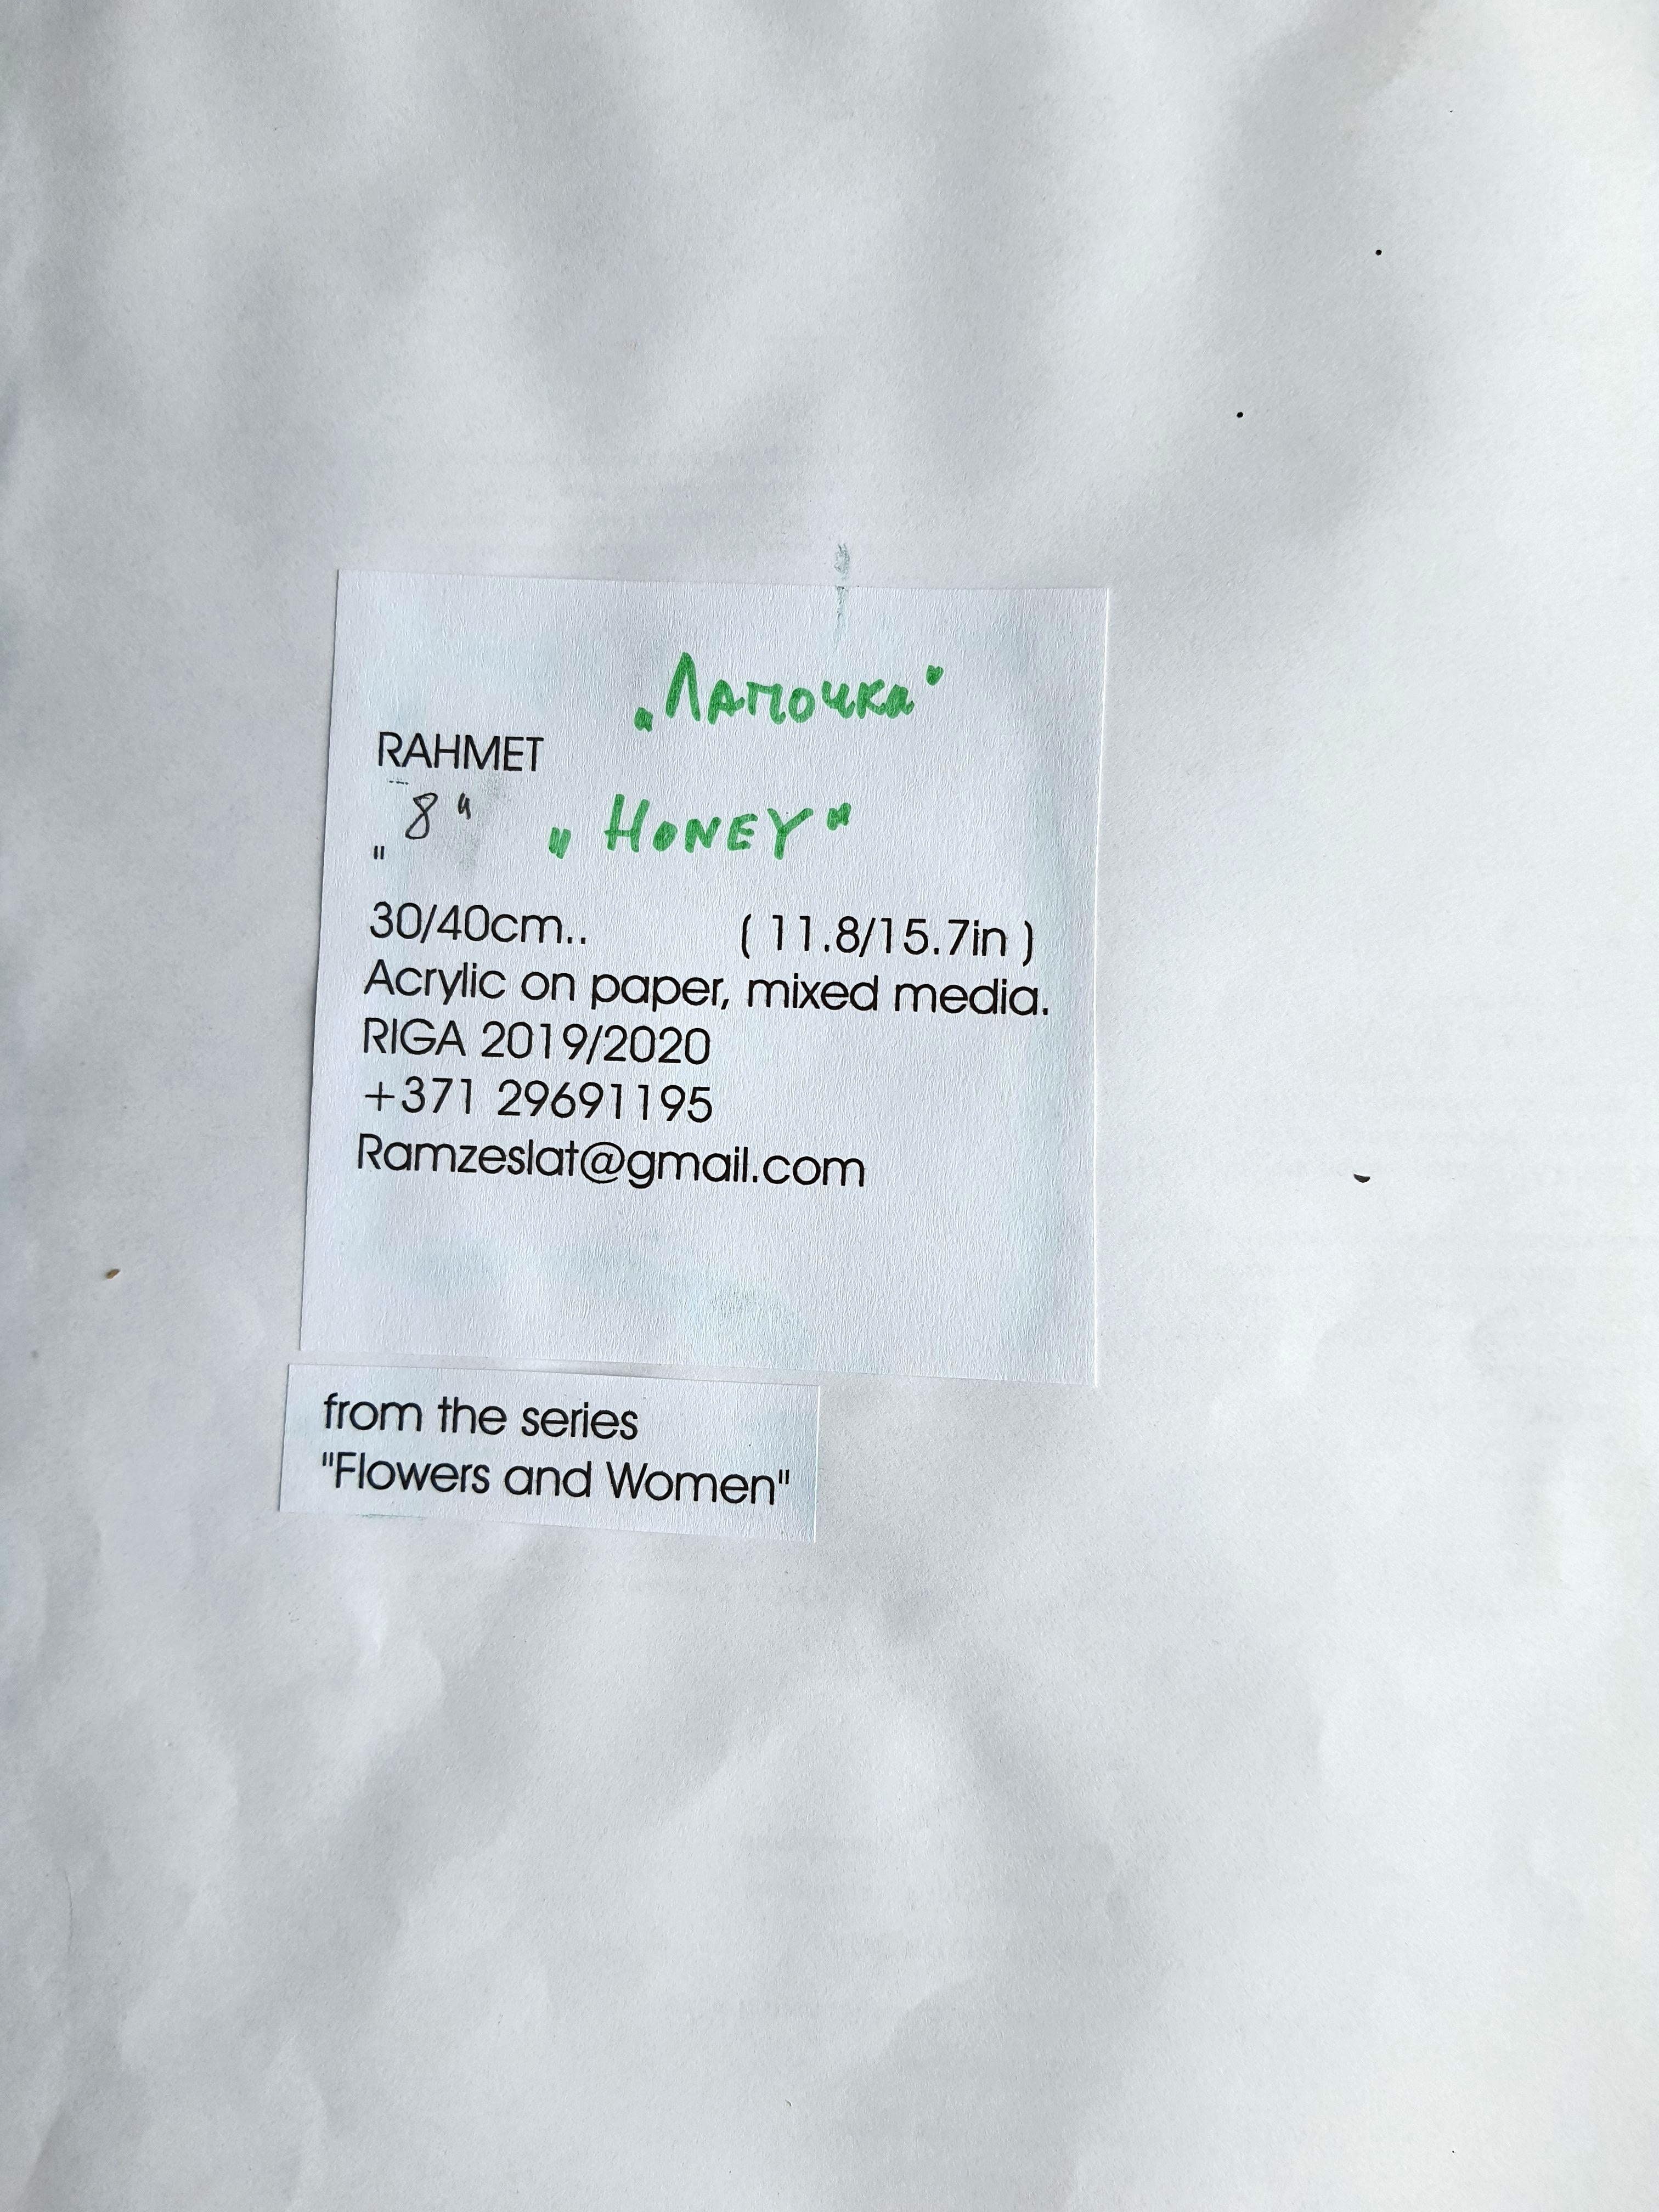 „Лапочка"
RAHMET
8" „HONEY"
"
30/40cm.. ( 11.8/15.7in )
Acrylic on paper, mixed media.
RIGA 2019/2020
+371 29691195
Ramzeslat@gmail.com
from the series
"Flowers and Women"